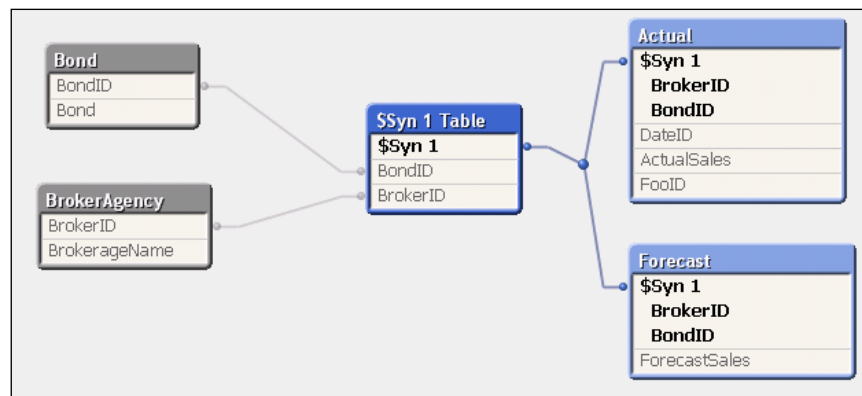 Bond
BondID
Bond
BrokerAgency
BrokerID
BrokerageName
$Syn 1 Table
$Syn 1
BondID
BrokerID
Actual
$Syn 1
BrokerID
BondID
DateID
ActualSales
FooID
Forecast
$Syn 1
BrokerID
BondID
ForecastSales